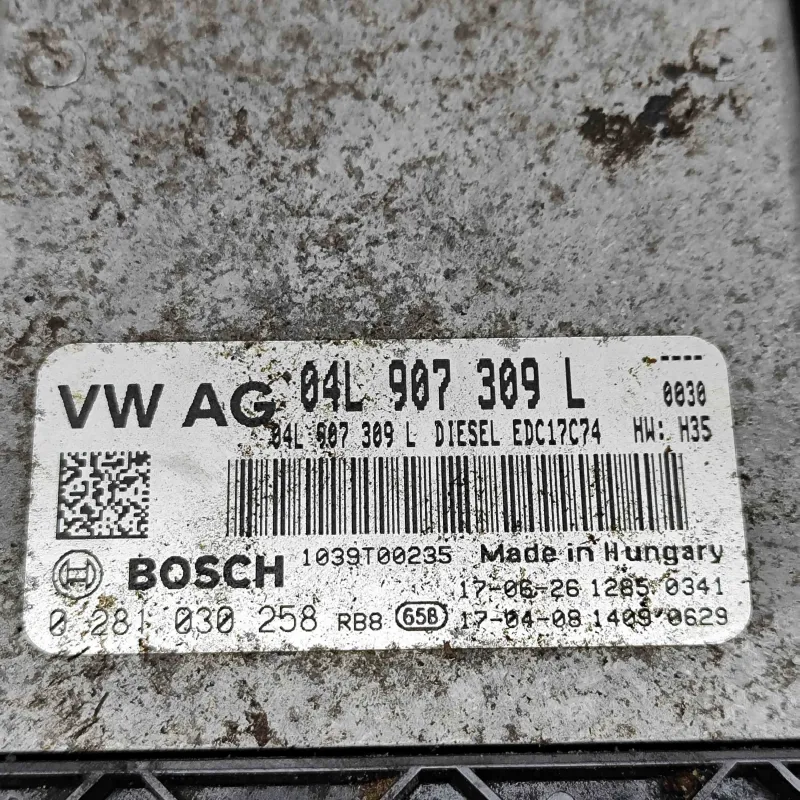 VW AG 04L 907 309 L ----
0030
04L 907 309 L DIESEL EDC17C74 HW: H35
BOSCH 1039T00235 Made in Hungary
17-06-26 1285 0341
0 281 030 258 RB8 65B 17-04-08 1409 0629